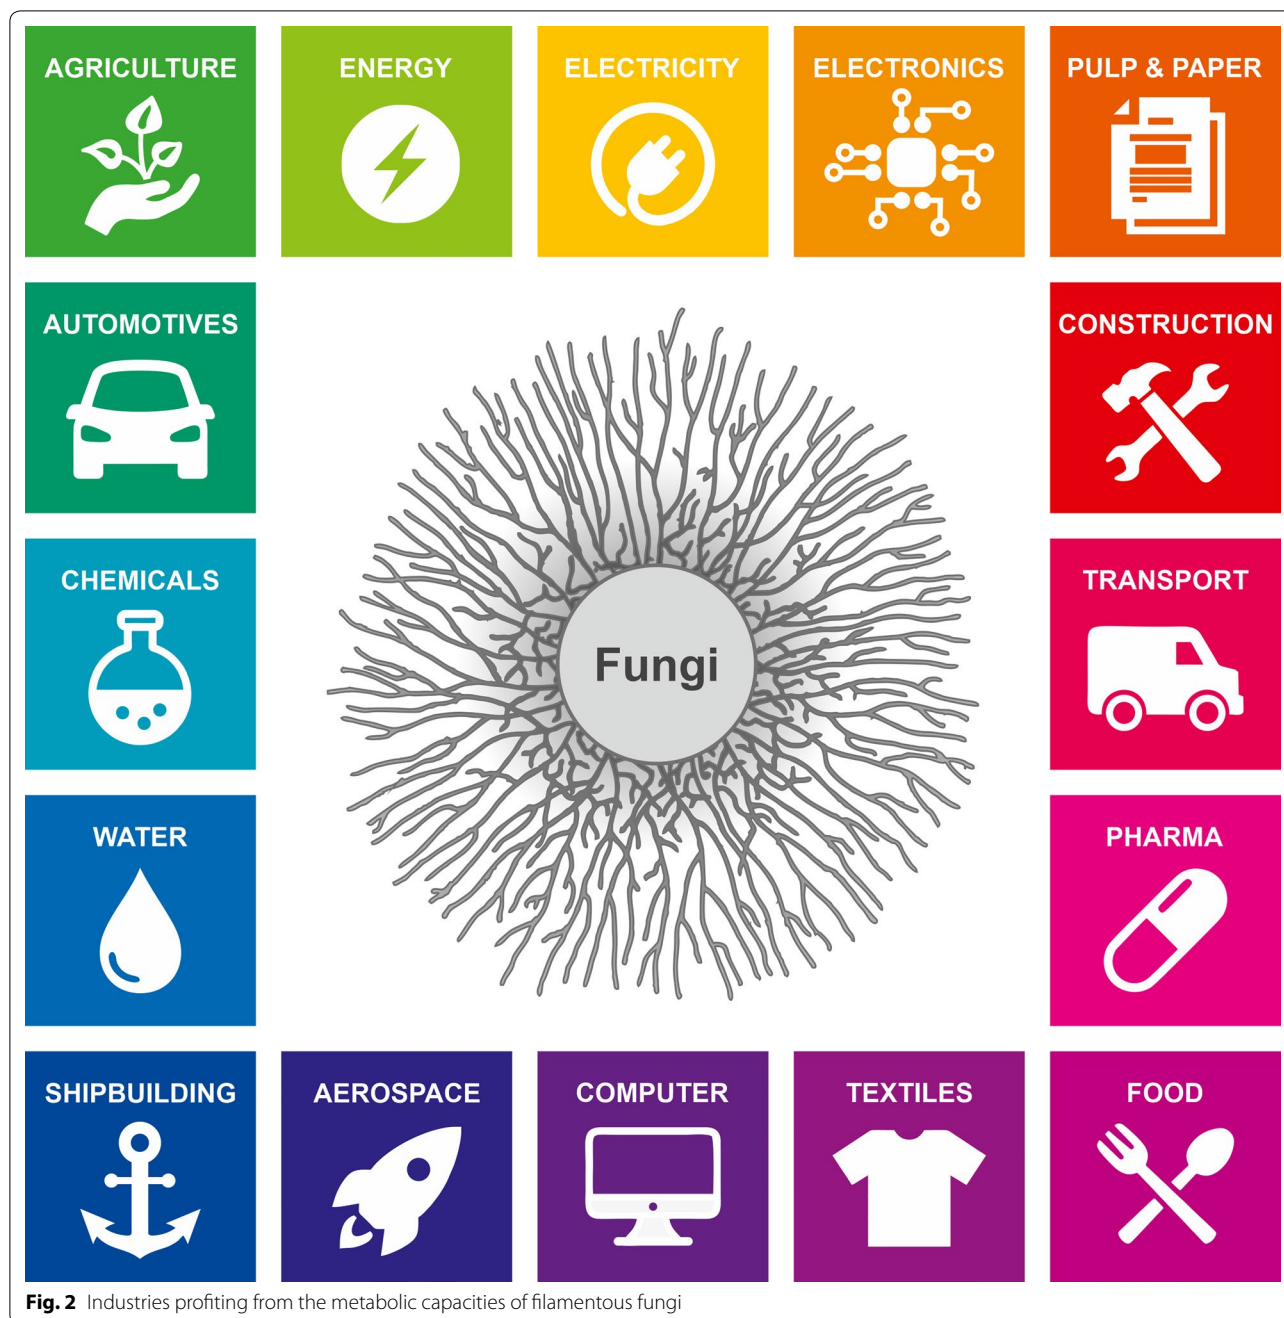 AGRICULTURE
ENERGY
ELECTRICITY
ELECTRONICS
PULP & PAPER
AUTOMOTIVES
CONSTRUCTION
CHEMICALS
TRANSPORT
Fungi
WATER
PHARMA
SHIPBUILDING
AEROSPACE
COMPUTER
TEXTILES
FOOD
Fig. 2 Industries profiting from the metabolic capacities of filamentous fungi